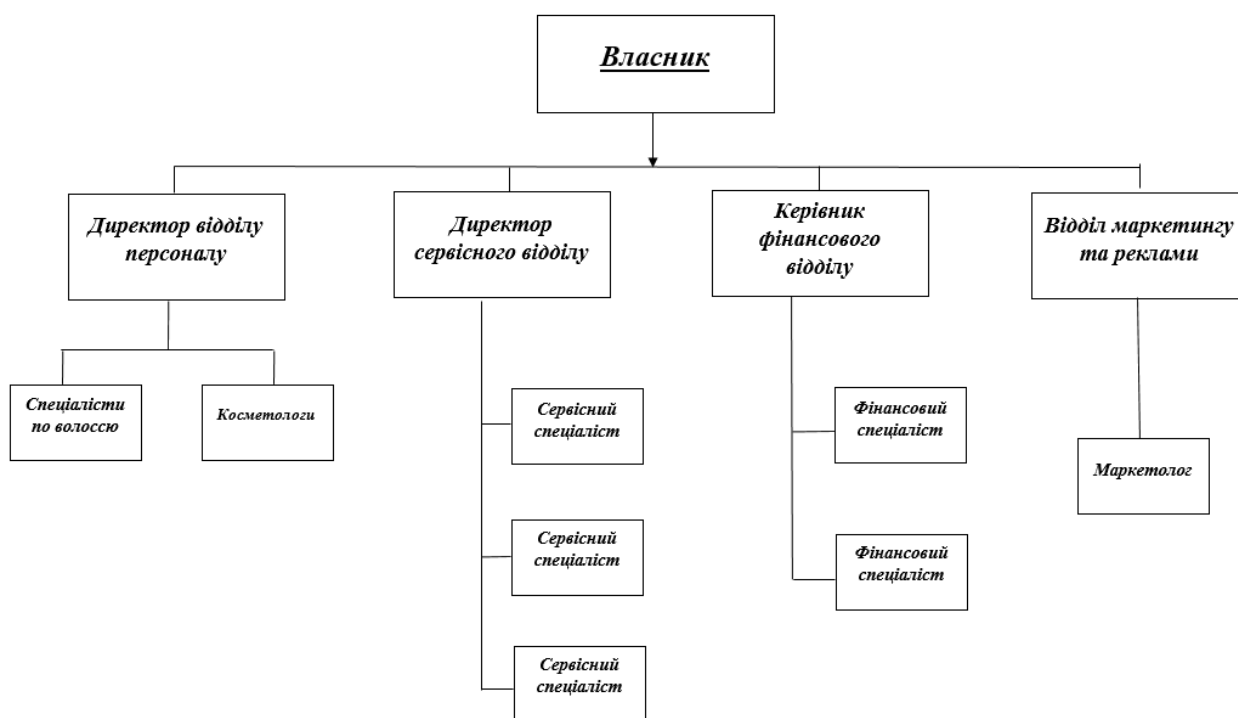 Власник
Директор відділу
персоналу
Директор
сервісного відділу
Керівник
фінансового
відділу
Відділ маркетингу
та реклами
Спеціалісти
по волоссю
Косметологи
Сервісний
спеціаліст
Сервісний
спеціаліст
Сервісний
спеціаліст
Фінансовий
спеціаліст
Фінансовий
спеціаліст
Маркетолог